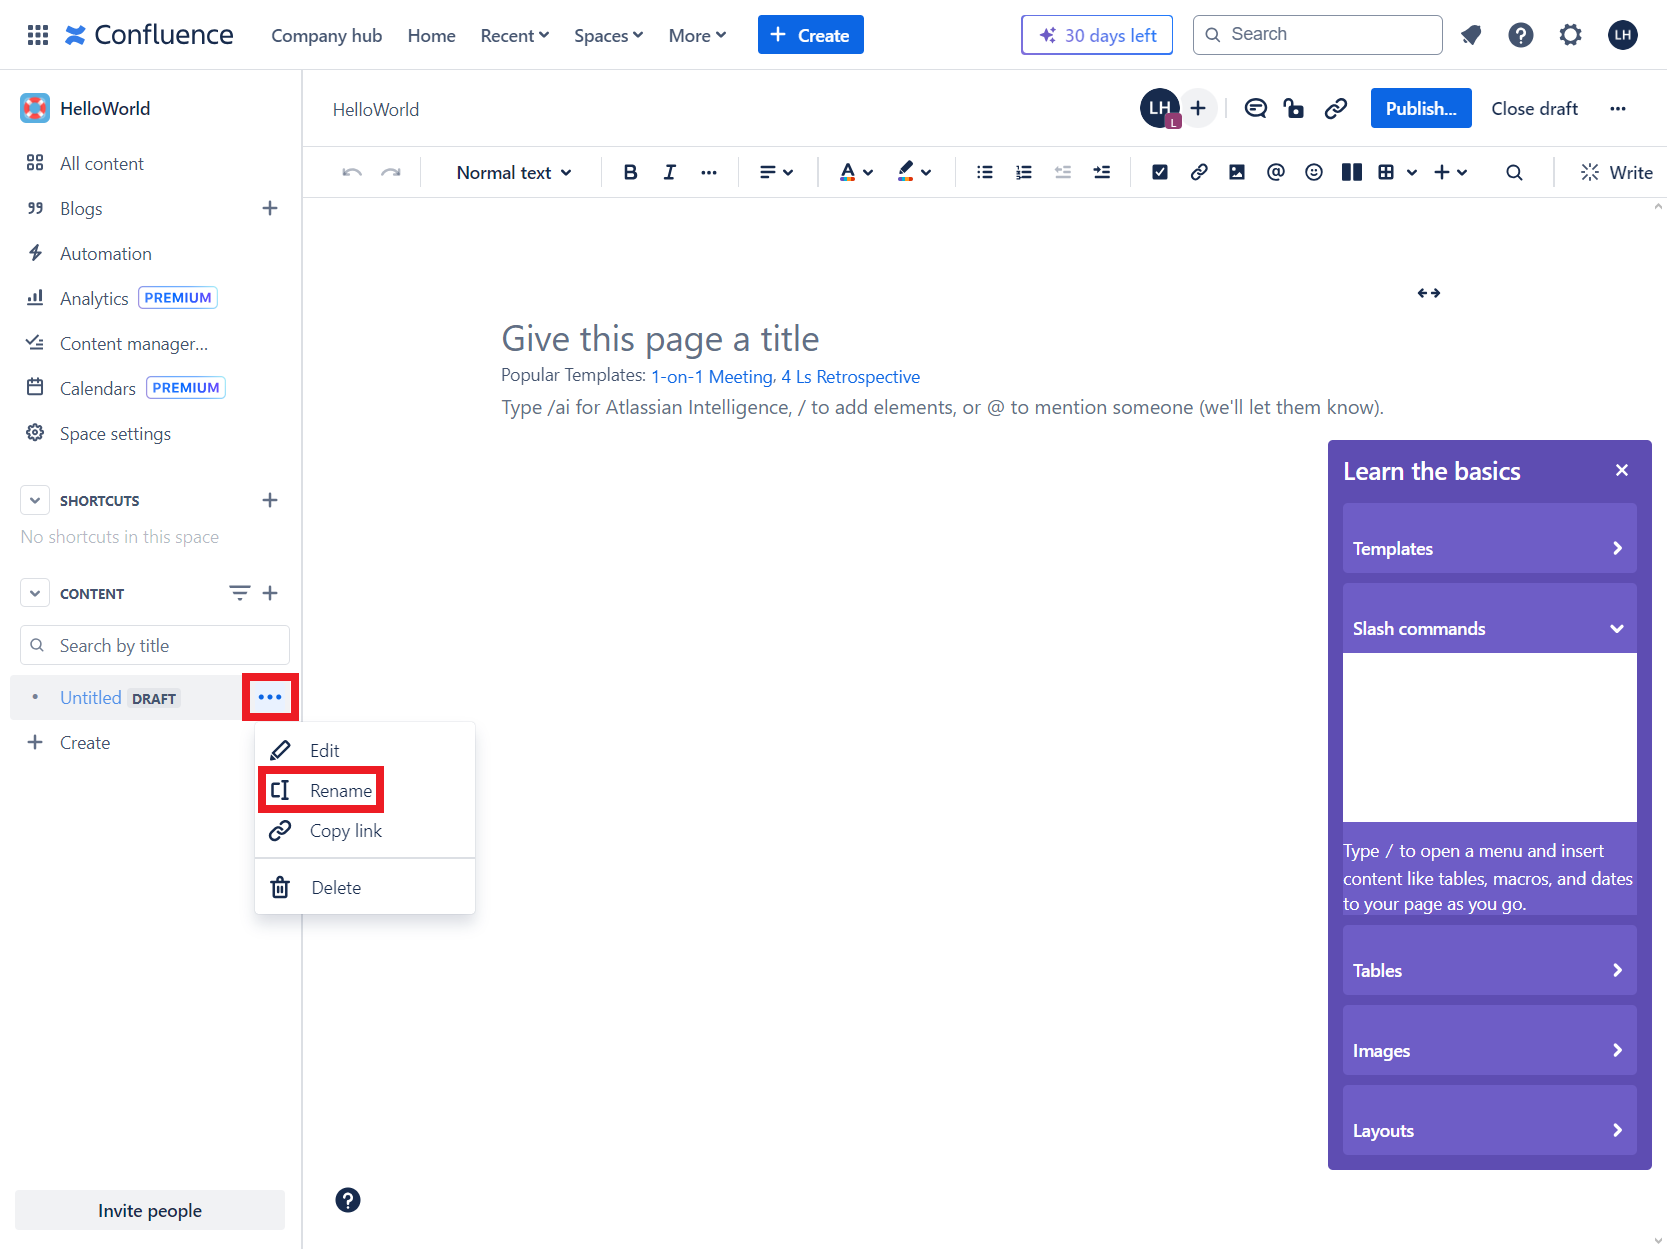 Confluence
Company hub
Home
Recent
Spaces
More
+ Create
30 days left
Search
LH
HelloWorld
All content
Blogs
Automation
Analytics PREMIUM
Content manager...
Calendars PREMIUM
Space settings
SHORTCUTS
No shortcuts in this space
CONTENT
Search by title
Untitled DRAFT
Create
Edit
Rename
Copy link
Delete
Invite people
HelloWorld
LH
L
Publish...
Close draft
Normal text
B I
A
Write
Give this page a title
Popular Templates: 1-on-1 Meeting, 4 Ls Retrospective
Type /ai for Atlassian Intelligence, / to add elements, or @ to mention someone (we'll let them know).
Learn the basics
Templates
Slash commands
Type / to open a menu and insert
content like tables, macros, and dates
to your page as you go.
Tables
Images
Layouts